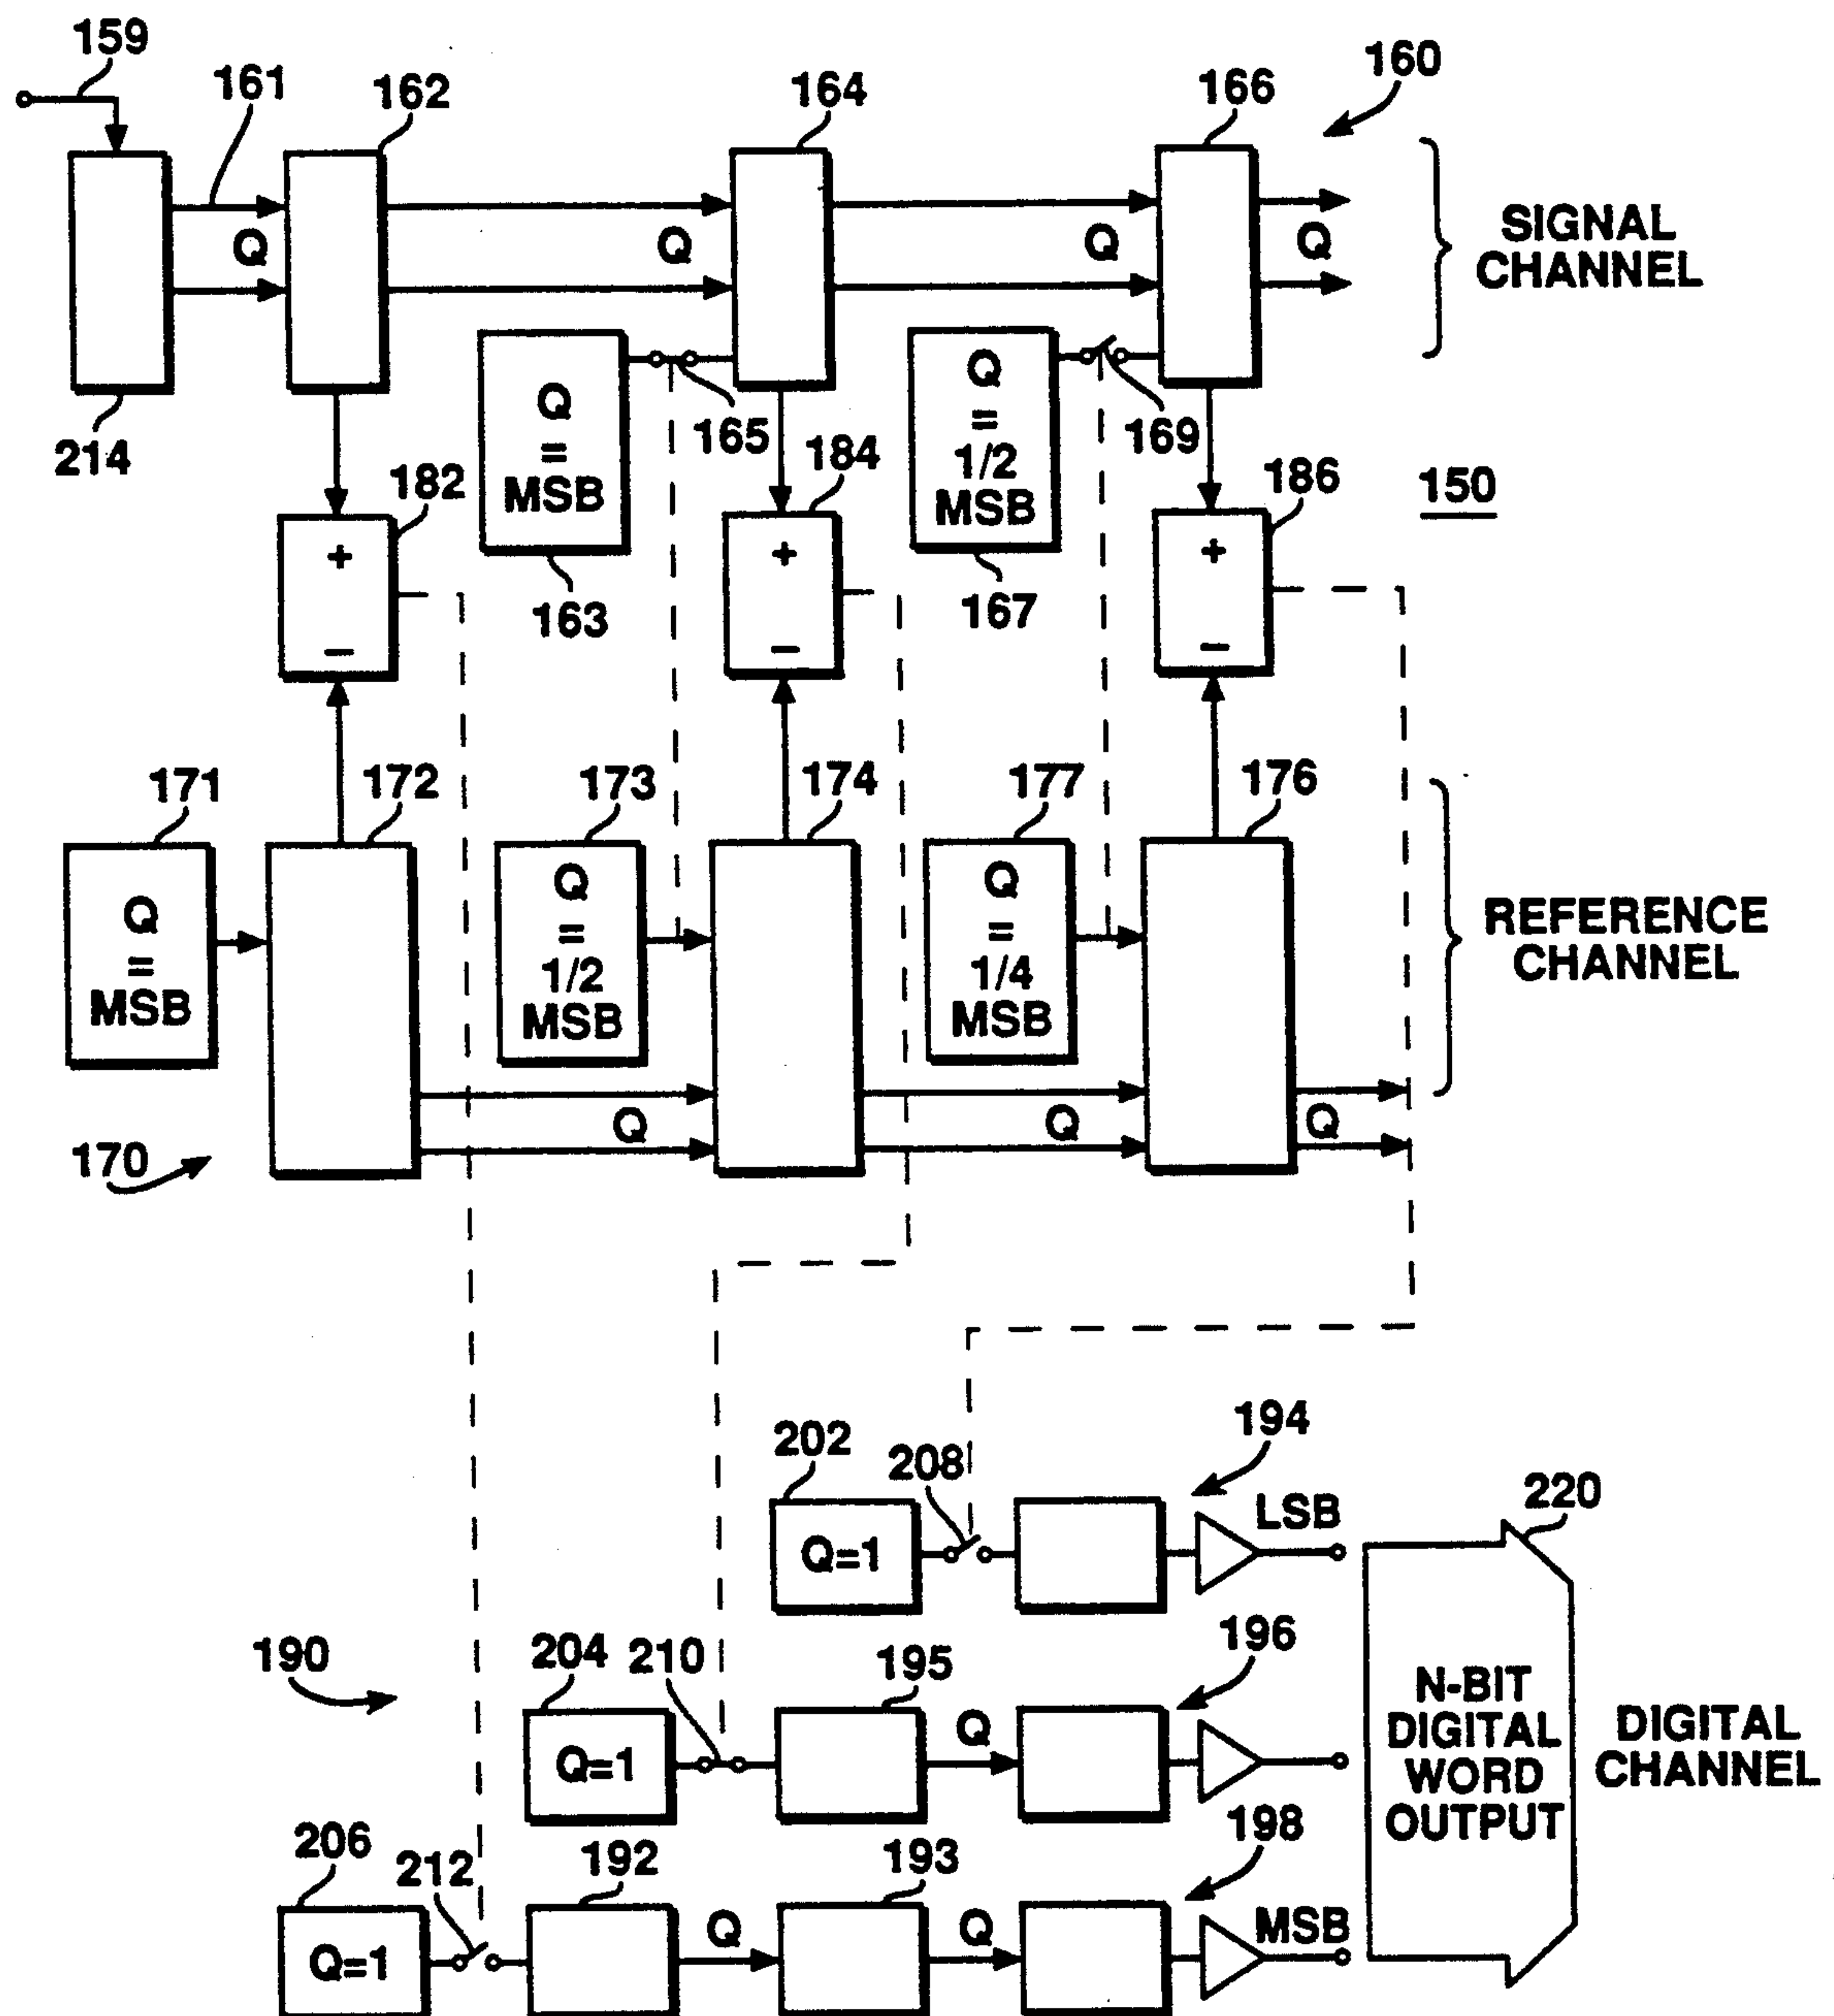 159
161
162
164
166
160
Q
Q
Q
Q
SIGNAL
CHANNEL
214
Q
=
MSB
165
163
Q
=
1/2
MSB
169
167
182
184
186
150
171
172
173
174
177
176
Q
=
MSB
Q
=
1/2
MSB
Q
=
1/4
MSB
REFERENCE
CHANNEL
Q
Q
Q
170
+
−
+
−
+
−
202
208
194
LSB
220
Q=1
190
204
210
195
196
Q=1
Q
N-BIT
DIGITAL
WORD
OUTPUT
DIGITAL
CHANNEL
206
212
192
193
198
Q=1
Q
Q
MSB